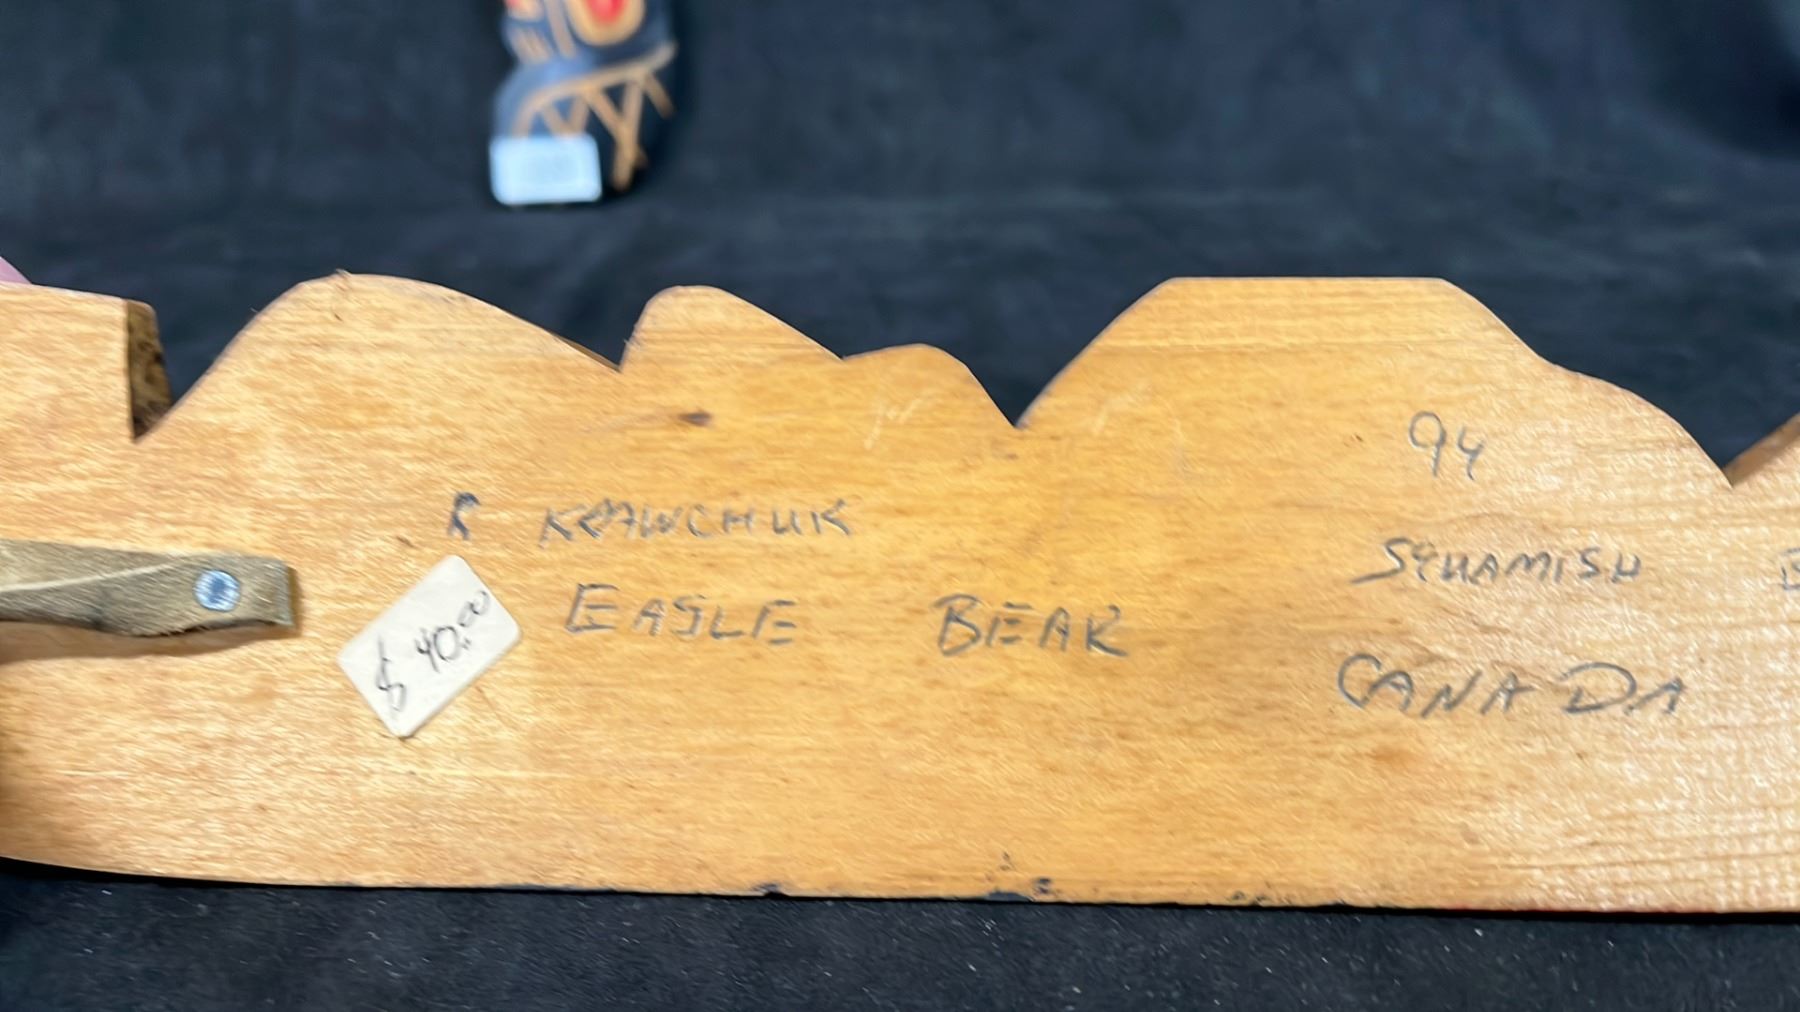 94
R KRAWCHUK
SQUAMISH B
EAGLE BEAR
CANADA
$ 40.00